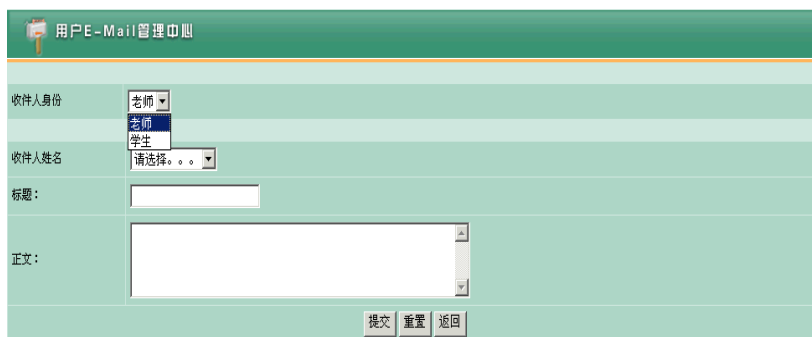 用户E-Mail管理中心
收件人身份 老师
老师
学生
收件人姓名 请选择。。。
标题：
正文：
提交 重置 返回